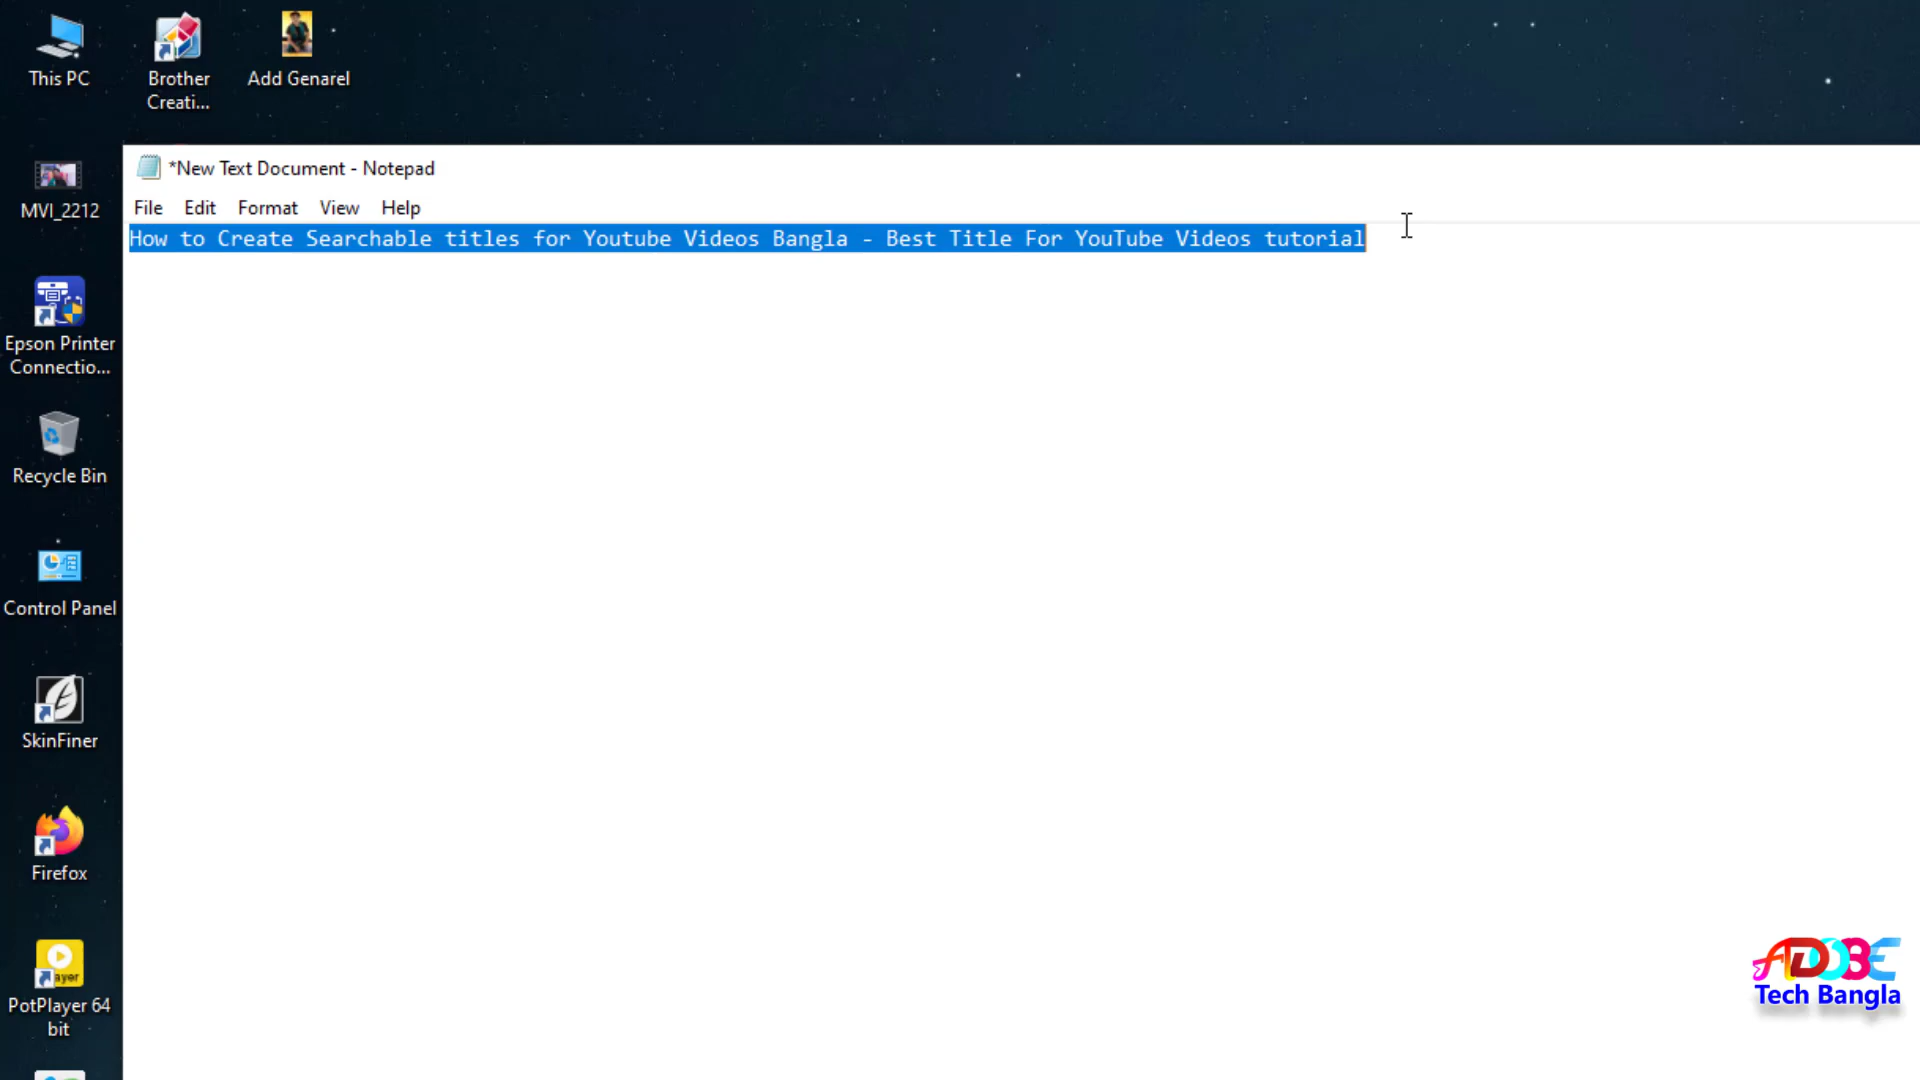 This PC
Brother
Creati...
Add Genarel
MVI_2212
*New Text Document - Notepad
File Edit Format View Help
How to Create Searchable titles for Youtube Videos Bangla - Best Title For YouTube Videos tutorial
Epson Printer
Connectio...
Recycle Bin
Control Panel
SkinFiner
Firefox
ayer
PotPlayer 64
bit
ADOBE
Tech Bangla